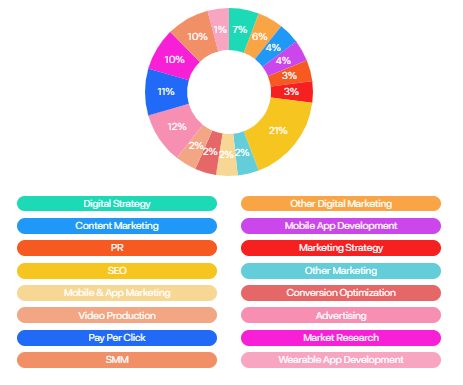 1%
7%
6%
4%
4%
3%
3%
21%
2%
2%
2%
2%
12%
11%
10%
10%
Digital Strategy
Other Digital Marketing
Content Marketing
Mobile App Development
PR
Marketing Strategy
SEO
Other Marketing
Mobile & App Marketing
Conversion Optimization
Video Production
Advertising
Pay Per Click
Market Research
SMM
Wearable App Development